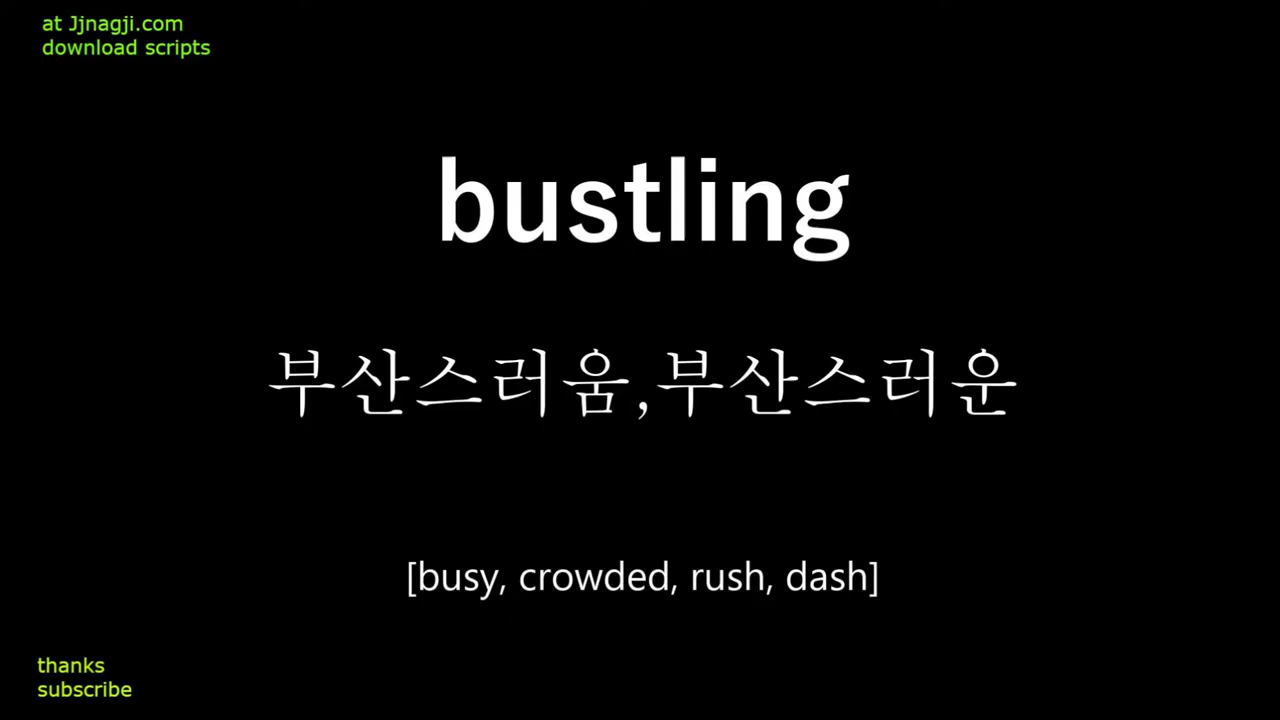 at Jjnagji.com
download scripts
bustling
부산스러움,부산스러운
[busy, crowded, rush, dash]
thanks
subscribe